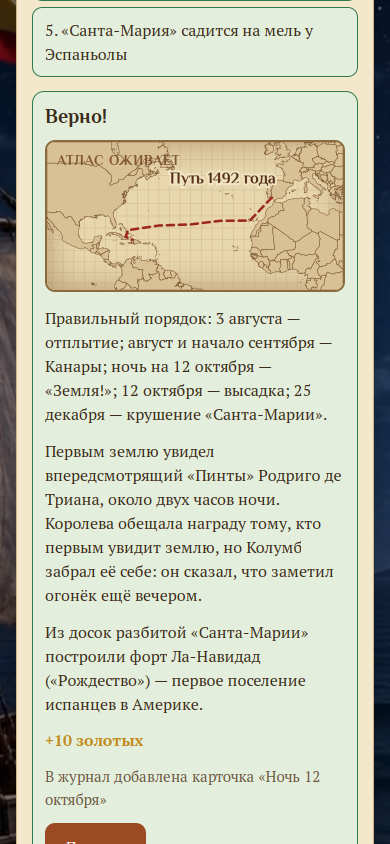 5. «Санта-Мария» садится на мель у
Эспаньолы
Верно!
АТЛАС ОЖИВАЕТ
Путь 1492 года
Правильный порядок: 3 августа —
отплытие; август и начало сентября —
Канары; ночь на 12 октября —
«Земля!»; 12 октября — высадка; 25
декабря — крушение «Санта-Марии».
Первым землю увидел
вперёдсмотрящий «Пинты» Родриго де
Триана, около двух часов ночи.
Королева обещала награду тому, кто
первым увидит землю, но Колумб
забрал её себе: он сказал, что заметил
огонёк ещё вечером.
Из досок разбитой «Санта-Марии»
построили форт Ла-Навидад
(«Рождество») — первое поселение
испанцев в Америке.
+10 золотых
В журнал добавлена карточка «Ночь 12
октября»